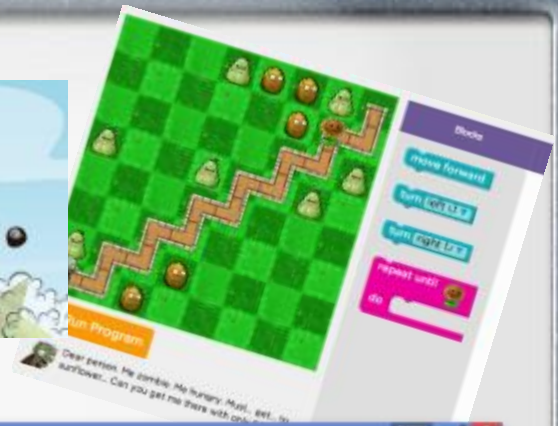 Blocks
move forward
turn left
turn right
repeat until
do
Run Program
Dear person. Me zombie. Me hungry. Must... get... to
sunflower... Can you get me there with only